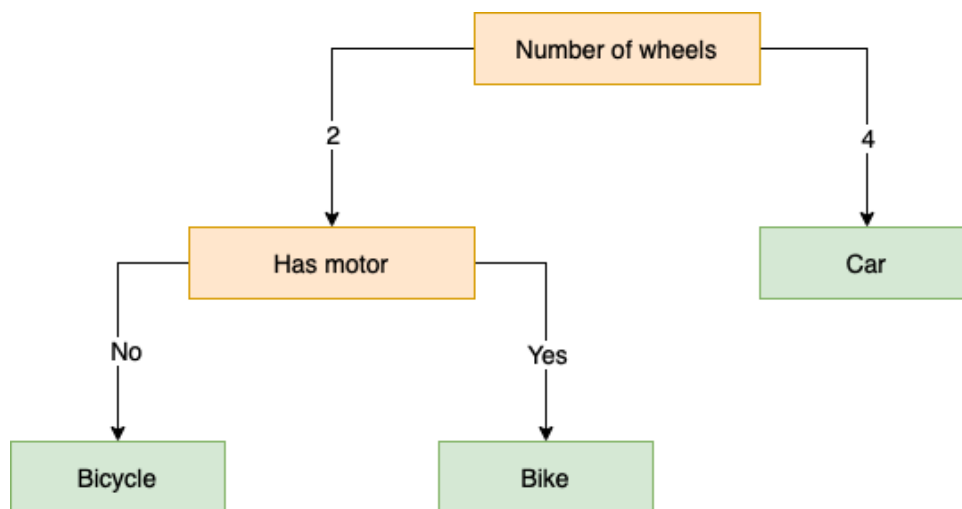 Number of wheels
2
4
Has motor
Car
No
Yes
Bicycle
Bike